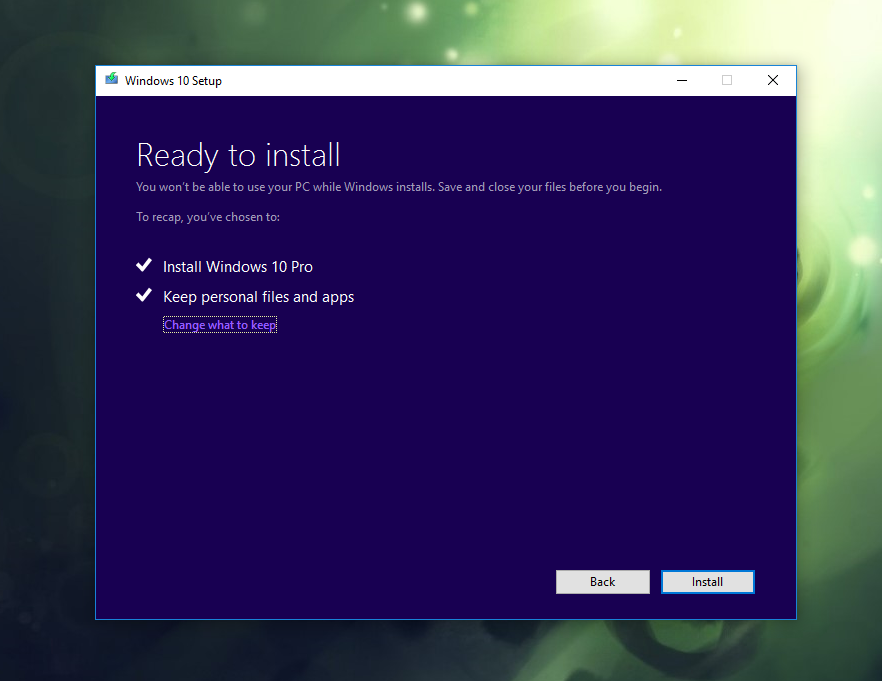 Windows 10 Setup
Ready to install
You won't be able to use your PC while Windows installs. Save and close your files before you begin.
To recap, you've chosen to:
Install Windows 10 Pro
Keep personal files and apps
Change what to keep
Back
Install